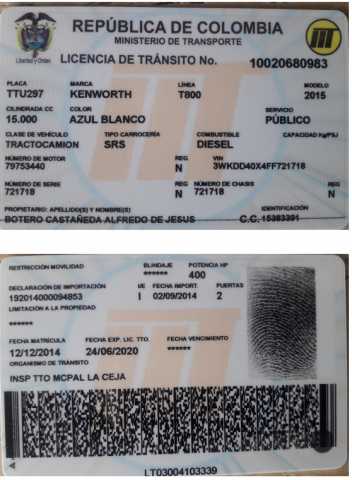 REPÚBLICA DE COLOMBIA
MINISTERIO DE TRANSPORTE
Libertad y Orden
LICENCIA DE TRÁNSITO No. 10020680983
PLACA MARCA LÍNEA MODELO
TTU297 KENWORTH T800 2015
CILINDRADA CC COLOR SERVICIO
15.000 AZUL BLANCO PÚBLICO
CLASE DE VEHÍCULO TIPO CARROCERÍA COMBUSTIBLE CAPACIDAD Kg/PSJ
TRACTOCAMION SRS DIESEL
NÚMERO DE MOTOR REG VIN
79753440 N 3WKDD40X4FF721718
NÚMERO DE SERIE REG NÚMERO DE CHASIS REG
721718 N 721718 N
PROPIETARIO: APELLIDO(S) Y NOMBRE(S) IDENTIFICACIÓN
BOTERO CASTAÑEDA ALFREDO DE JESUS C.C. 15383391
RESTRICCIÓN MOVILIDAD BLINDAJE POTENCIA HP
****** 400
DECLARACIÓN DE IMPORTACIÓN I/E FECHA IMPORT. PUERTAS
192014000094853 I 02/09/2014 2
LIMITACIÓN A LA PROPIEDAD
******
FECHA MATRICULA FECHA EXP. LIC. TTO. FECHA VENCIMIENTO
12/12/2014 24/06/2020 ******
ORGANISMO DE TRÁNSITO
INSP TTO MCPAL LA CEJA
LT03004103339